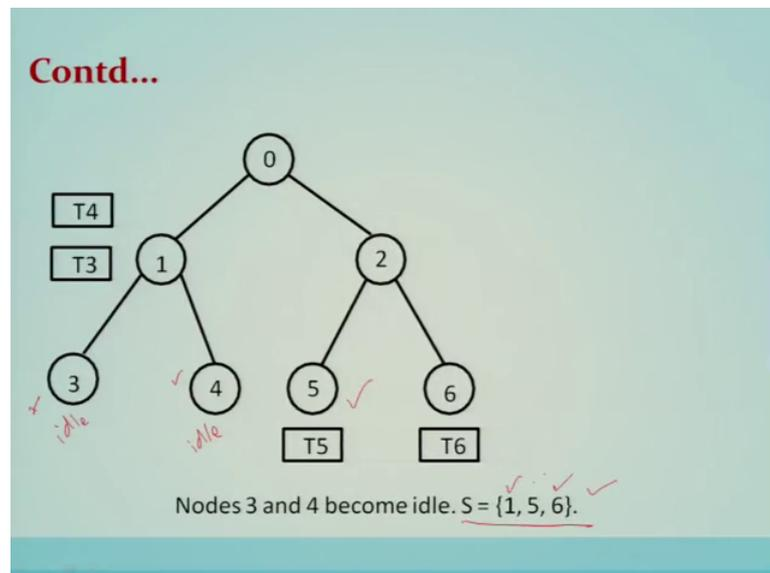 Contd...
0
T4
T3
1
2
3
4
5
6
idle
idle
T5
T6
Nodes 3 and 4 become idle. S = {1, 5, 6}.